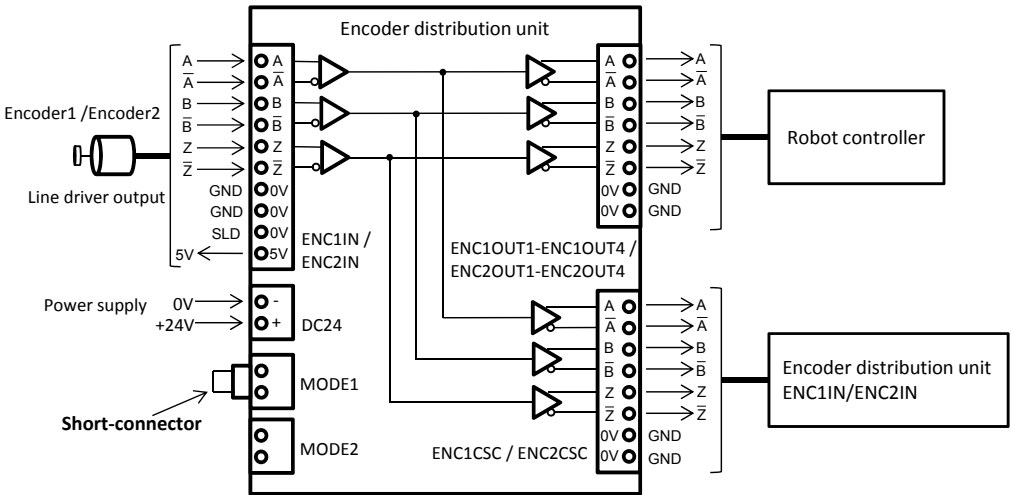 Encoder distribution unit
Encoder1 /Encoder2
Line driver output
A A
A̅ A̅
B B
B̅ B̅
Z Z
Z̅ Z̅
GND 0V
GND 0V
SLD 0V
5V 5V
ENC1IN /
ENC2IN
A A
A̅ A̅
B B
B̅ B̅
Z Z
Z̅ Z̅
0V GND
0V GND
ENC1OUT1-ENC1OUT4 /
ENC2OUT1-ENC2OUT4
Robot controller
Power supply
0V -
+24V + DC24
MODE1
Short-connector
MODE2
A A
A̅ A̅
B B
B̅ B̅
Z Z
Z̅ Z̅
0V GND
0V GND
ENC1CSC / ENC2CSC
Encoder distribution unit
ENC1IN/ENC2IN